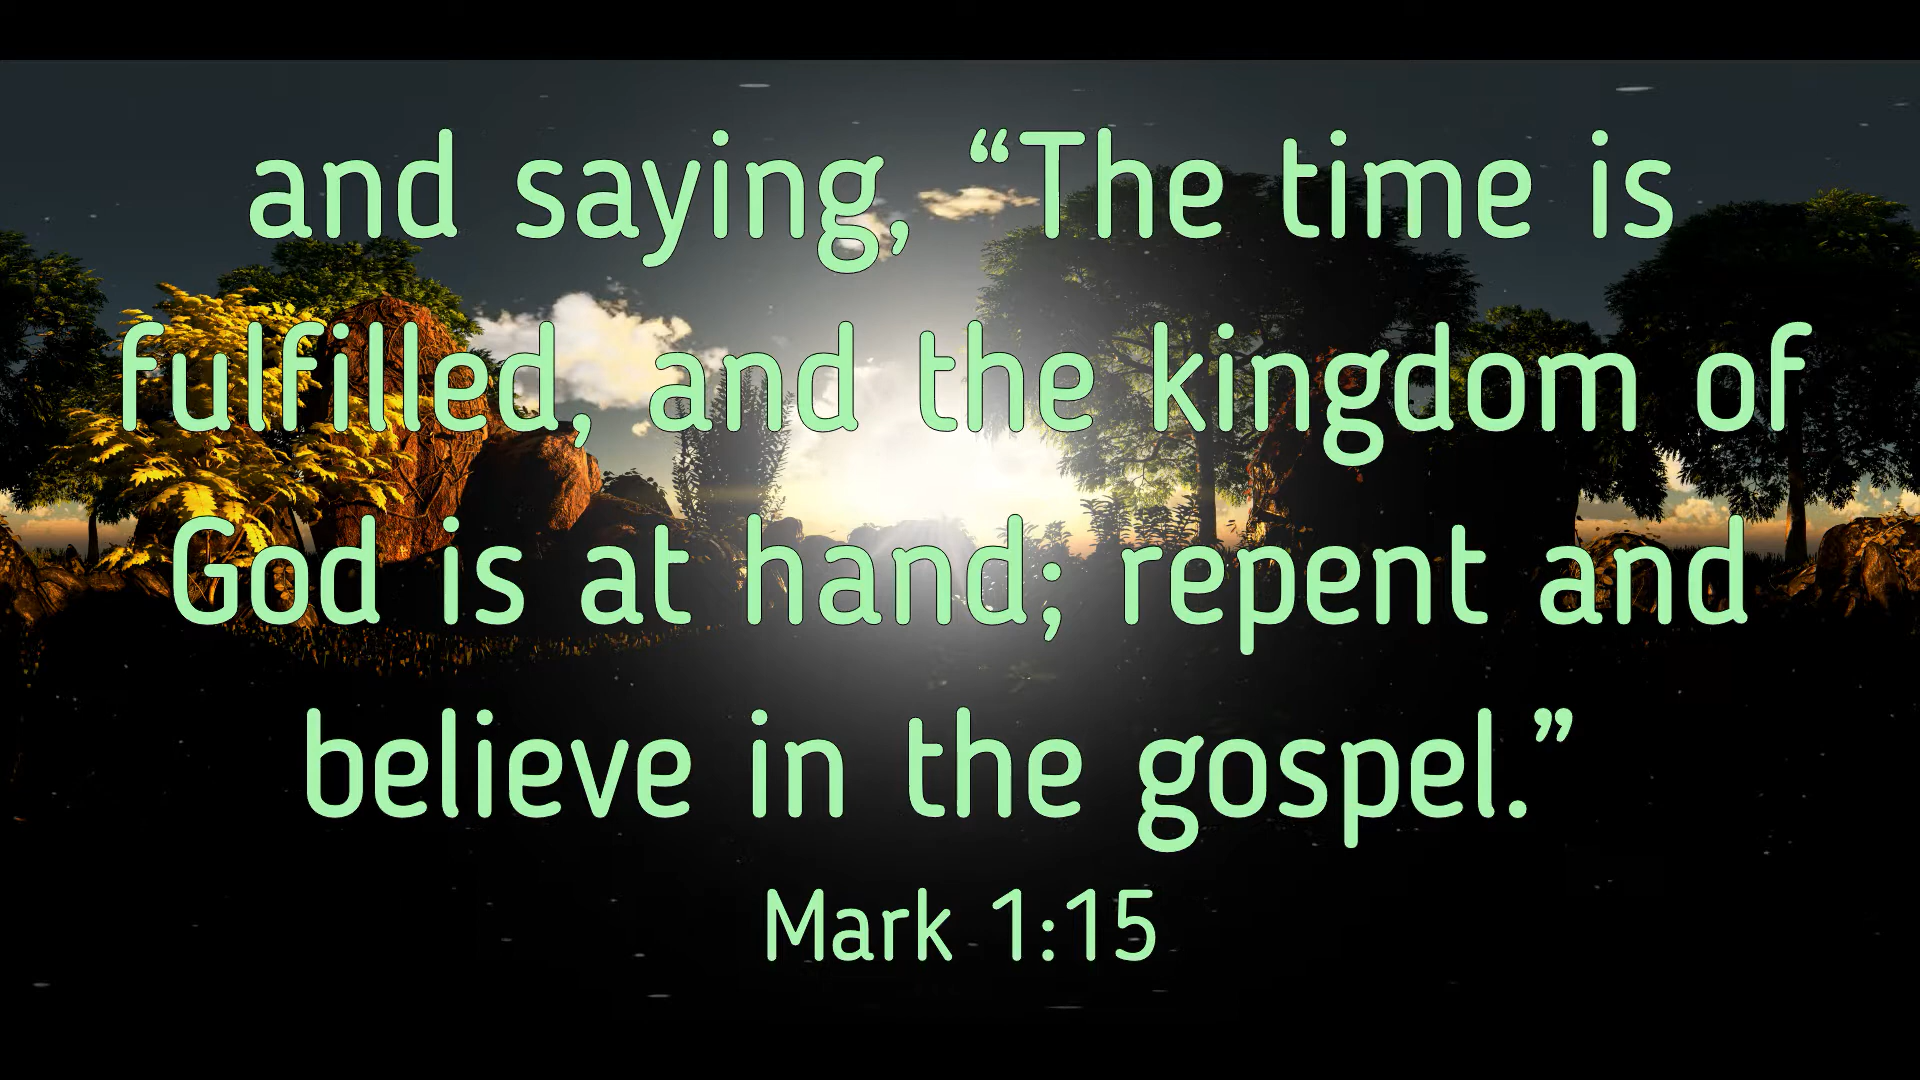 and saying, “The time is
fulfilled, and the kingdom of
God is at hand; repent and
believe in the gospel.”
Mark 1:15